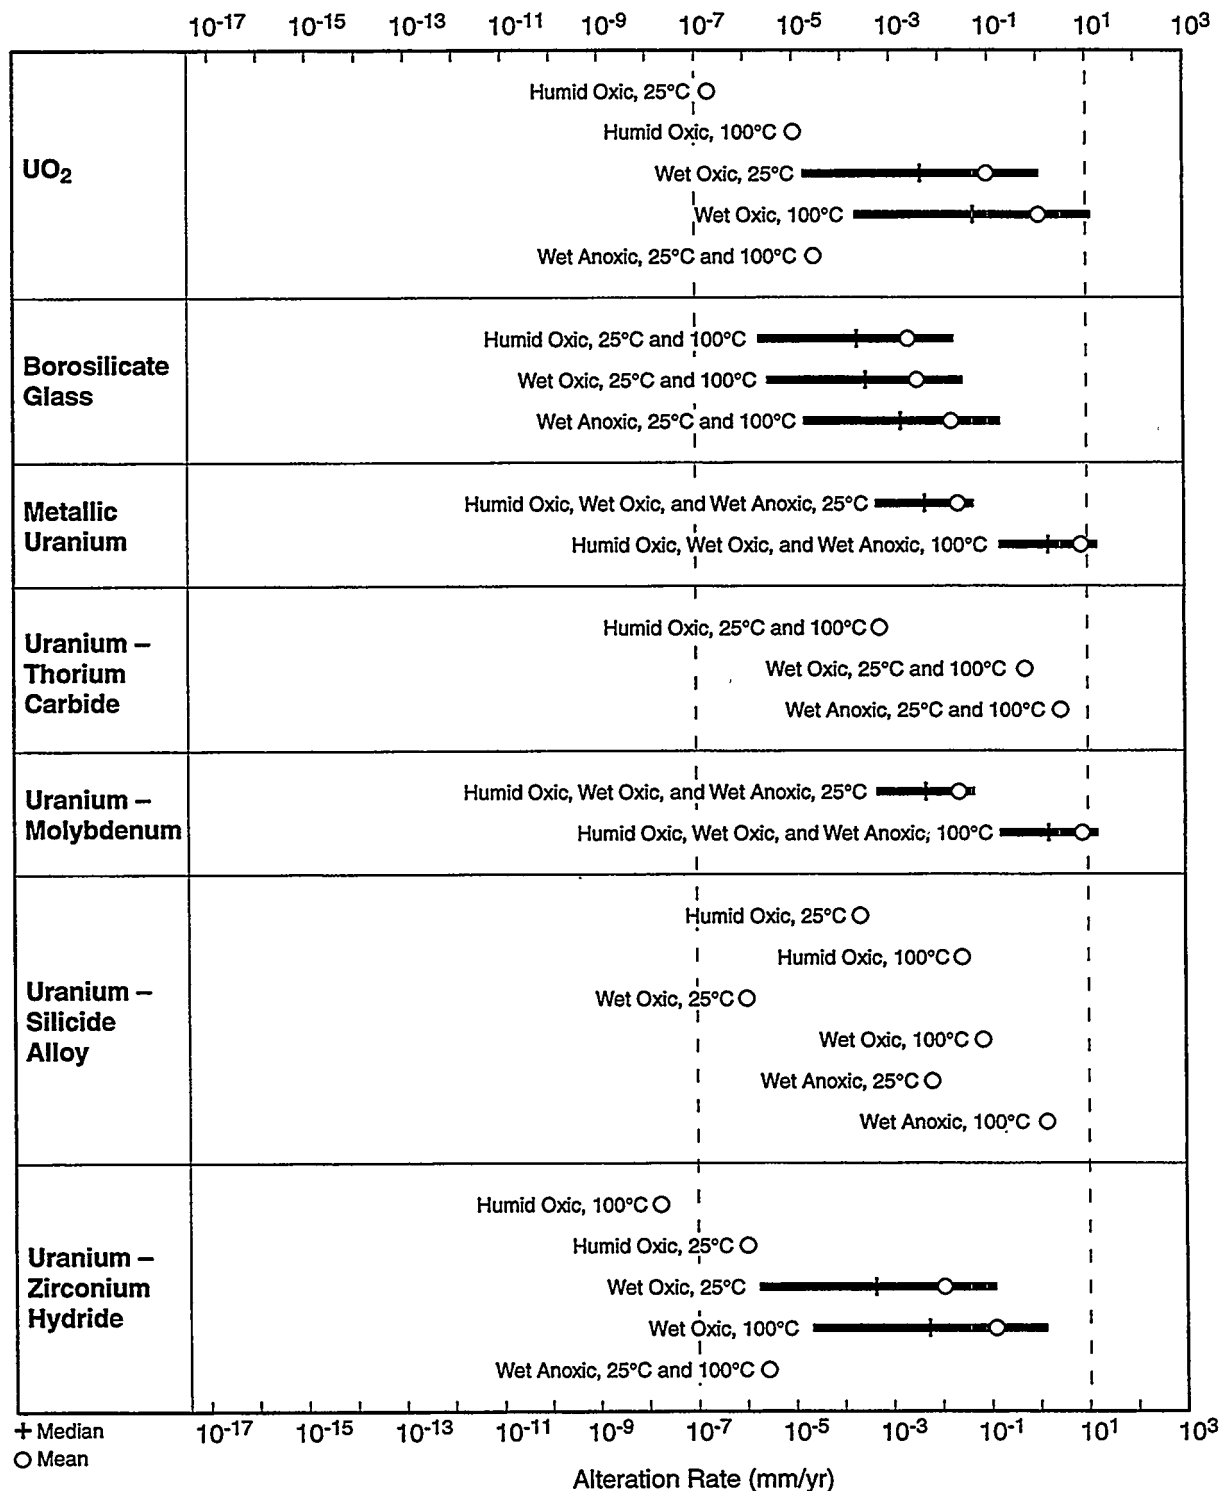 10-17 10-15 10-13 10-11 10-9 10-7 10-5 10-3 10-1 10¹ 10³
UO₂
Humid Oxic, 25°C
Humid Oxic, 100°C
Wet Oxic, 25°C
Wet Oxic, 100°C
Wet Anoxic, 25°C and 100°C
Borosilicate
Glass
Humid Oxic, 25°C and 100°C
Wet Oxic, 25°C and 100°C
Wet Anoxic, 25°C and 100°C
Metallic
Uranium
Humid Oxic, Wet Oxic, and Wet Anoxic, 25°C
Humid Oxic, Wet Oxic, and Wet Anoxic, 100°C
Uranium –
Thorium
Carbide
Humid Oxic, 25°C and 100°C
Wet Oxic, 25°C and 100°C
Wet Anoxic, 25°C and 100°C
Uranium –
Molybdenum
Humid Oxic, Wet Oxic, and Wet Anoxic, 25°C
Humid Oxic, Wet Oxic, and Wet Anoxic, 100°C
Uranium –
Silicide
Alloy
Humid Oxic, 25°C
Humid Oxic, 100°C
Wet Oxic, 25°C
Wet Oxic, 100°C
Wet Anoxic, 25°C
Wet Anoxic, 100°C
Uranium –
Zirconium
Hydride
Humid Oxic, 100°C
Humid Oxic, 25°C
Wet Oxic, 25°C
Wet Oxic, 100°C
Wet Anoxic, 25°C and 100°C
Median
Mean
10-17 10-15 10-13 10-11 10-9 10-7 10-5 10-3 10-1 10¹ 10³
Alteration Rate (mm/yr)